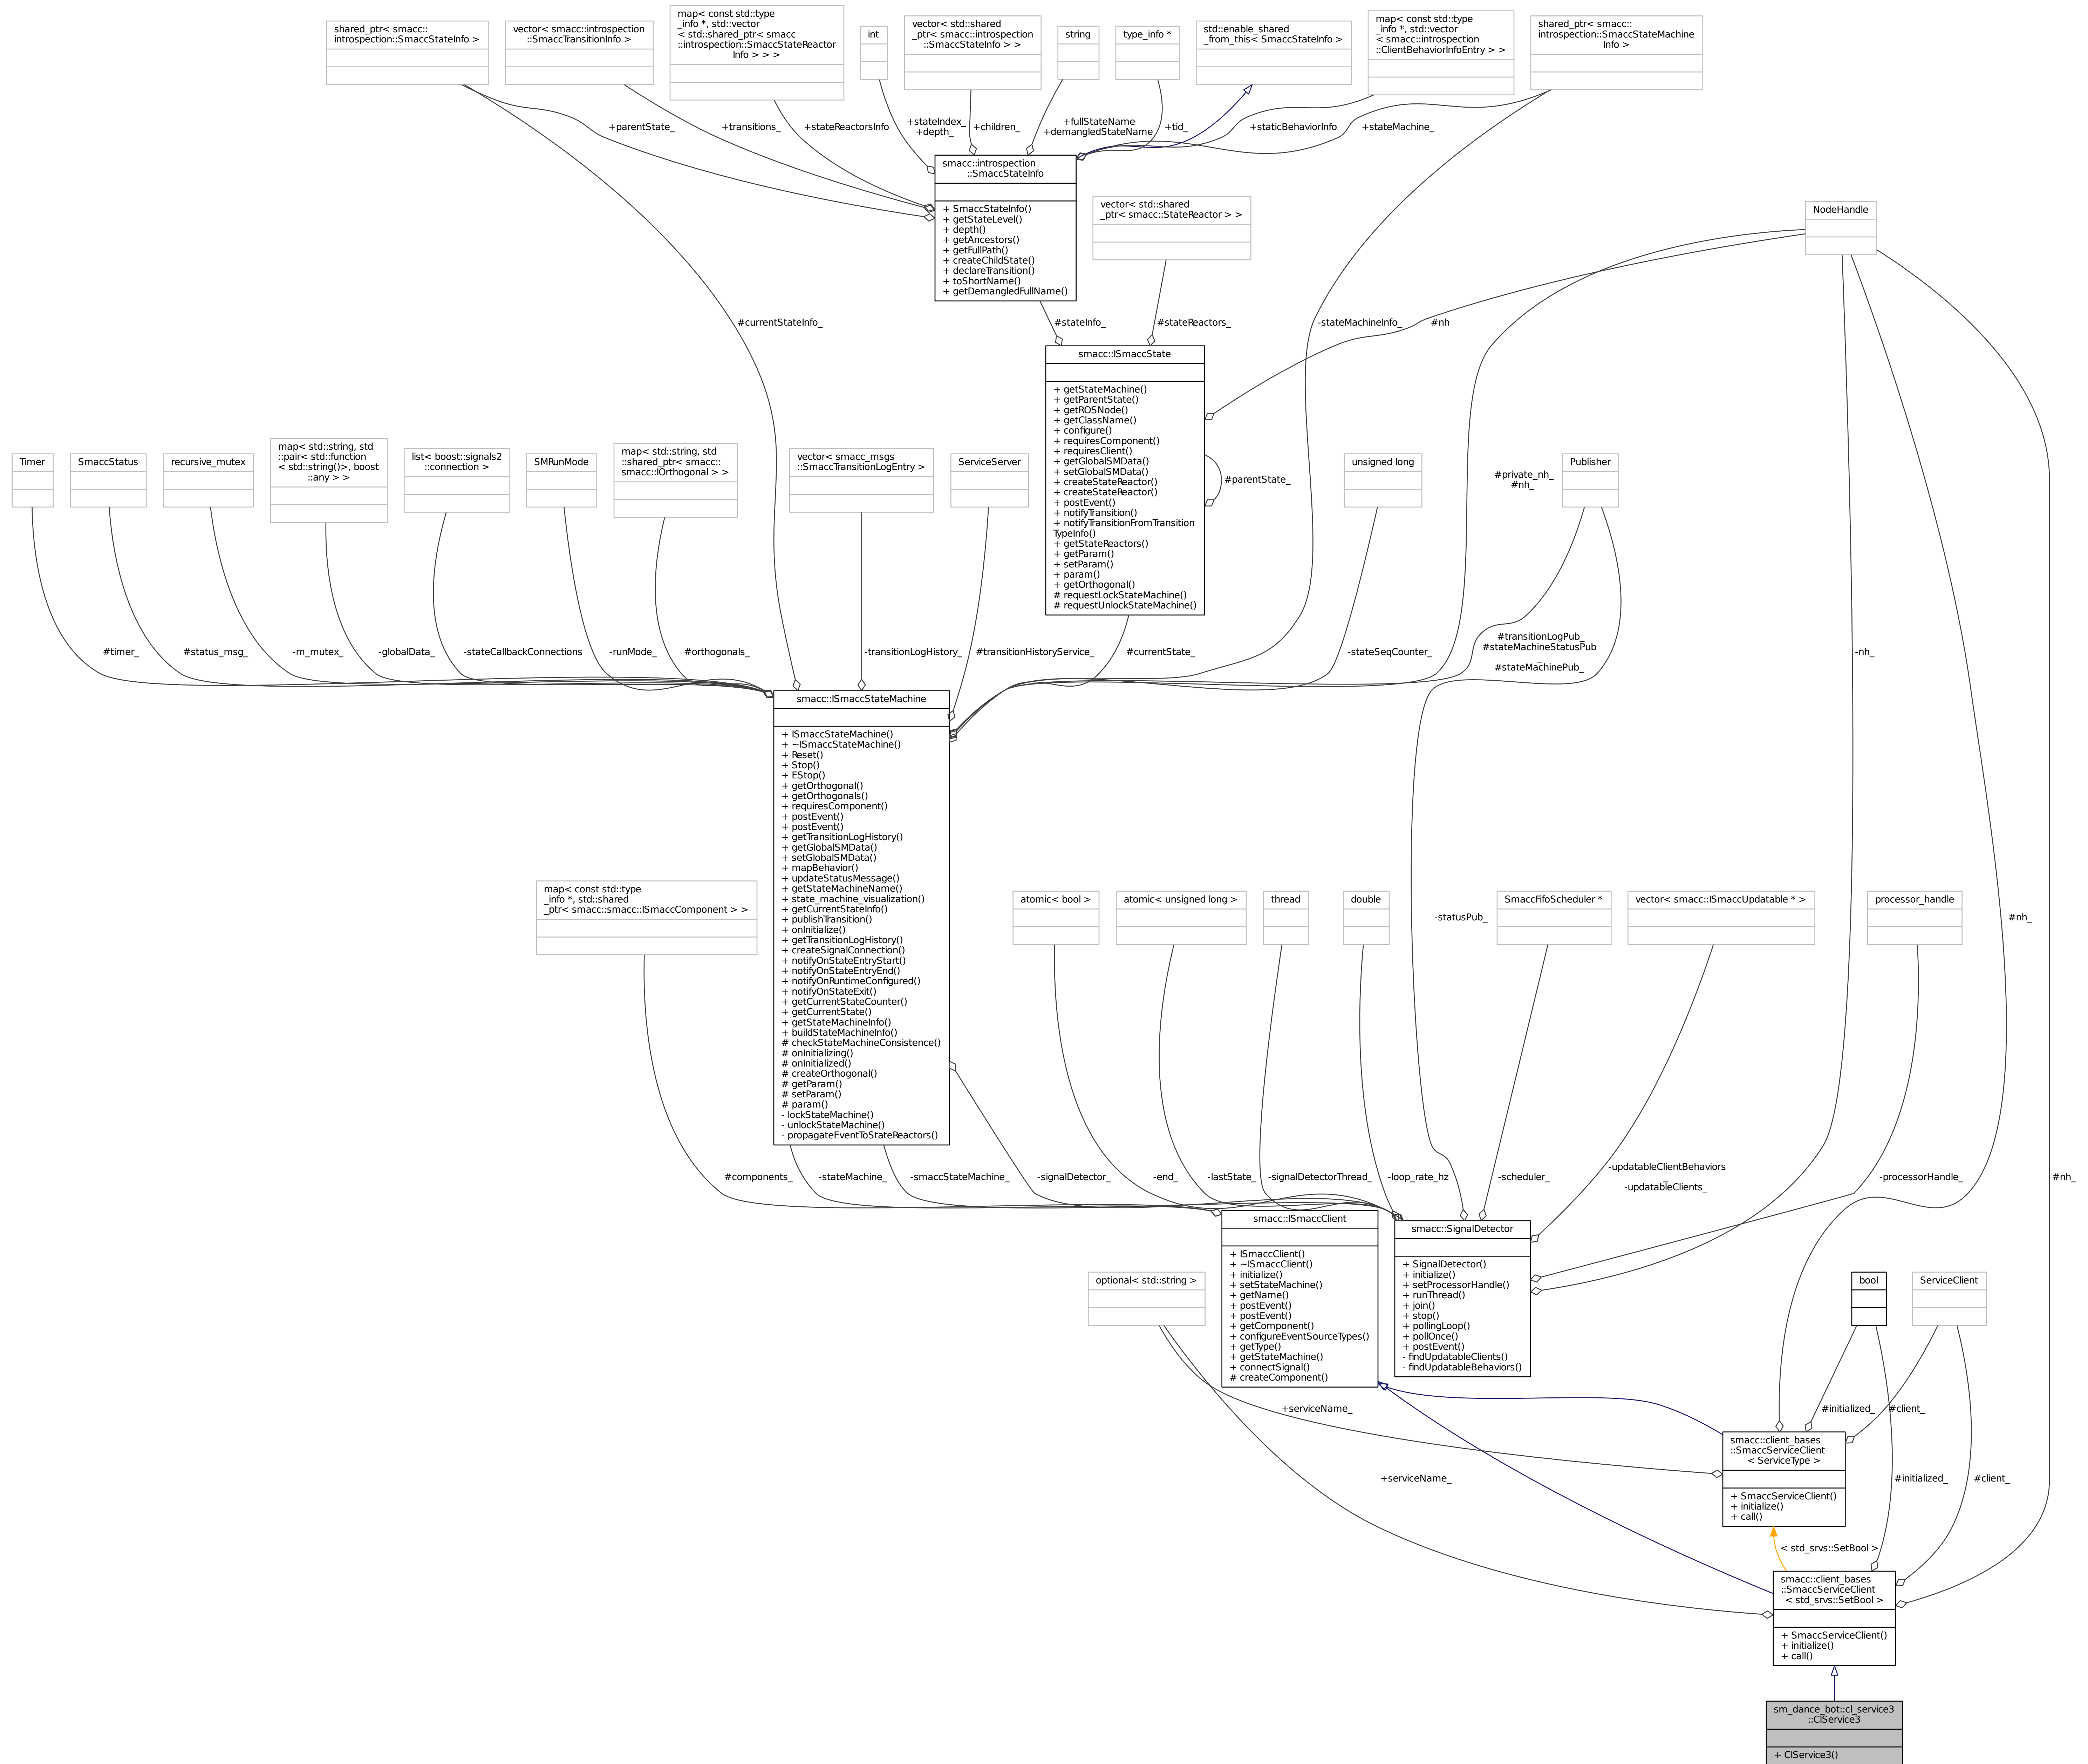 shared_ptr< smacc::
introspection::SmaccStateInfo >
vector< smacc::introspection
::SmaccTransitionInfo >
map< const std::type
_info *, std::vector
< std::shared_ptr< smacc
::introspection::SmaccStateReactor
Info > > >
int
vector< std::shared
_ptr< smacc::introspection
::SmaccStateInfo > >
string
type_info *
std::enable_shared
_from_this< SmaccStateInfo >
map< const std::type
_info *, std::vector
< smacc::introspection
::ClientBehaviorInfoEntry > >
shared_ptr< smacc::
introspection::SmaccStateMachine
Info >
+parentState_
+transitions_
+stateReactorsInfo
+stateIndex_
+depth_
+children_
+fullStateName
+demangledStateName
+tid_
+staticBehaviorInfo
+stateMachine_
smacc::introspection
::SmaccStateInfo
+ SmaccStateInfo()
+ getStateLevel()
+ depth()
+ getAncestors()
+ getFullPath()
+ createChildState()
+ declareTransition()
+ toShortName()
+ getDemangledFullName()
vector< std::shared
_ptr< smacc::StateReactor > >
NodeHandle
#currentStateInfo_
#stateInfo_
#stateReactors_
-stateMachineInfo_
#nh
smacc::ISmaccState
+ getStateMachine()
+ getParentState()
+ getROSNode()
+ getClassName()
+ configure()
+ requiresComponent()
+ requiresClient()
+ getGlobalSMData()
+ setGlobalSMData()
+ createStateReactor()
+ createStateReactor()
+ postEvent()
+ notifyTransition()
+ notifyTransitionFromTransition
TypeInfo()
+ getStateReactors()
+ getParam()
+ setParam()
+ param()
+ getOrthogonal()
# requestLockStateMachine()
# requestUnlockStateMachine()
#parentState_
Timer
SmaccStatus
recursive_mutex
map< std::string, std
::pair< std::function
< std::string()>, boost
::any > >
list< boost::signals2
::connection >
SMRunMode
map< std::string, std
::shared_ptr< smacc::
smacc::IOrthogonal > >
vector< smacc_msgs
::SmaccTransitionLogEntry >
ServiceServer
unsigned long
#private_nh_
#nh_
Publisher
#timer_
#status_msg_
-m_mutex_
-globalData_
-stateCallbackConnections
-runMode_
#orthogonals_
-transitionLogHistory_
#transitionHistoryService_
#currentState_
-stateSeqCounter_
#transitionLogPub_
#stateMachineStatusPub
_
#stateMachinePub_
-nh_
smacc::ISmaccStateMachine
+ ISmaccStateMachine()
+ ~ISmaccStateMachine()
+ Reset()
+ Stop()
+ EStop()
+ getOrthogonal()
+ getOrthogonals()
+ requiresComponent()
+ postEvent()
+ postEvent()
+ getTransitionLogHistory()
+ getGlobalSMData()
+ setGlobalSMData()
+ mapBehavior()
+ updateStatusMessage()
+ getStateMachineName()
+ state_machine_visualization()
+ getCurrentStateInfo()
+ publishTransition()
+ onInitialize()
+ getTransitionLogHistory()
+ createSignalConnection()
+ notifyOnStateEntryStart()
+ notifyOnStateEntryEnd()
+ notifyOnRuntimeConfigured()
+ notifyOnStateExit()
+ getCurrentStateCounter()
+ getCurrentState()
+ getStateMachineInfo()
+ buildStateMachineInfo()
# checkStateMachineConsistence()
# onInitializing()
# onInitialized()
# createOrthogonal()
# getParam()
# setParam()
# param()
- lockStateMachine()
- unlockStateMachine()
- propagateEventToStateReactors()
map< const std::type
_info *, std::shared
_ptr< smacc::smacc::ISmaccComponent > >
atomic< bool >
atomic< unsigned long >
thread
double
-statusPub_
SmaccFifoScheduler *
vector< smacc::ISmaccUpdatable * >
processor_handle
#nh_
#components_
-stateMachine_
-smaccStateMachine_
-signalDetector_
-end_
-lastState_
-signalDetectorThread_
-loop_rate_hz
-scheduler_
-updatableClientBehaviors
_
-updatableClients_
-processorHandle_
#nh_
smacc::ISmaccClient
+ ISmaccClient()
+ ~ISmaccClient()
+ initialize()
+ setStateMachine()
+ getName()
+ postEvent()
+ postEvent()
+ getComponent()
+ configureEventSourceTypes()
+ getType()
+ getStateMachine()
+ connectSignal()
# createComponent()
smacc::SignalDetector
+ SignalDetector()
+ initialize()
+ setProcessorHandle()
+ runThread()
+ join()
+ stop()
+ pollingLoop()
+ pollOnce()
+ postEvent()
- findUpdatableClients()
- findUpdatableBehaviors()
optional< std::string >
bool
ServiceClient
+serviceName_
#initialized_
#client_
smacc::client_bases
::SmaccServiceClient
< ServiceType >
+ SmaccServiceClient()
+ initialize()
+ call()
+serviceName_
#initialized_
#client_
< std_srvs::SetBool >
smacc::client_bases
::SmaccServiceClient
< std_srvs::SetBool >
+ SmaccServiceClient()
+ initialize()
+ call()
sm_dance_bot::cl_service3
::ClService3
+ ClService3()